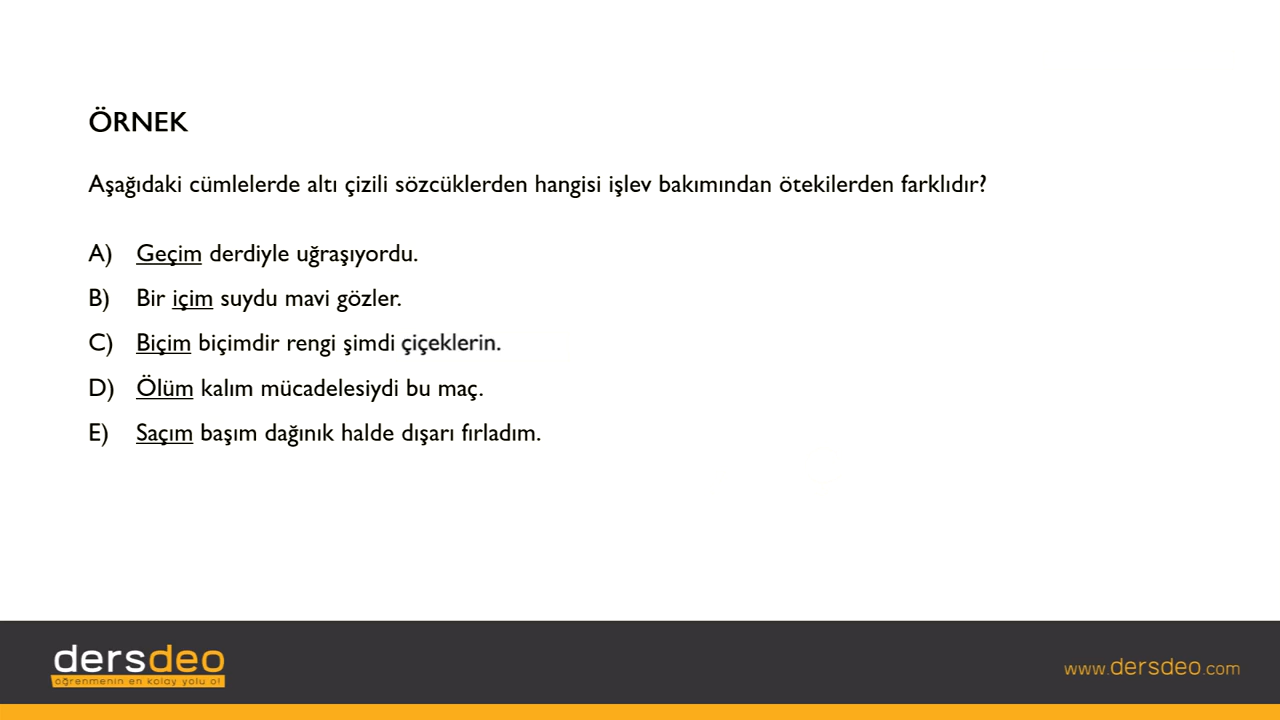 ÖRNEK
Aşağıdaki cümlelerde altı çizili sözcüklerden hangisi işlev bakımından ötekilerden farklıdır?
A) Geçim derdiyle uğraşıyordu.
B) Bir içim suydu mavi gözler.
C) Biçim biçimdir rengi şimdi çiçeklerin.
D) Ölüm kalım mücadelesiydi bu maç.
E) Saçım başım dağınık halde dışarı fırladım.
dersdeo
öğrenmenin en kolay yolu o!
www.dersdeo.com